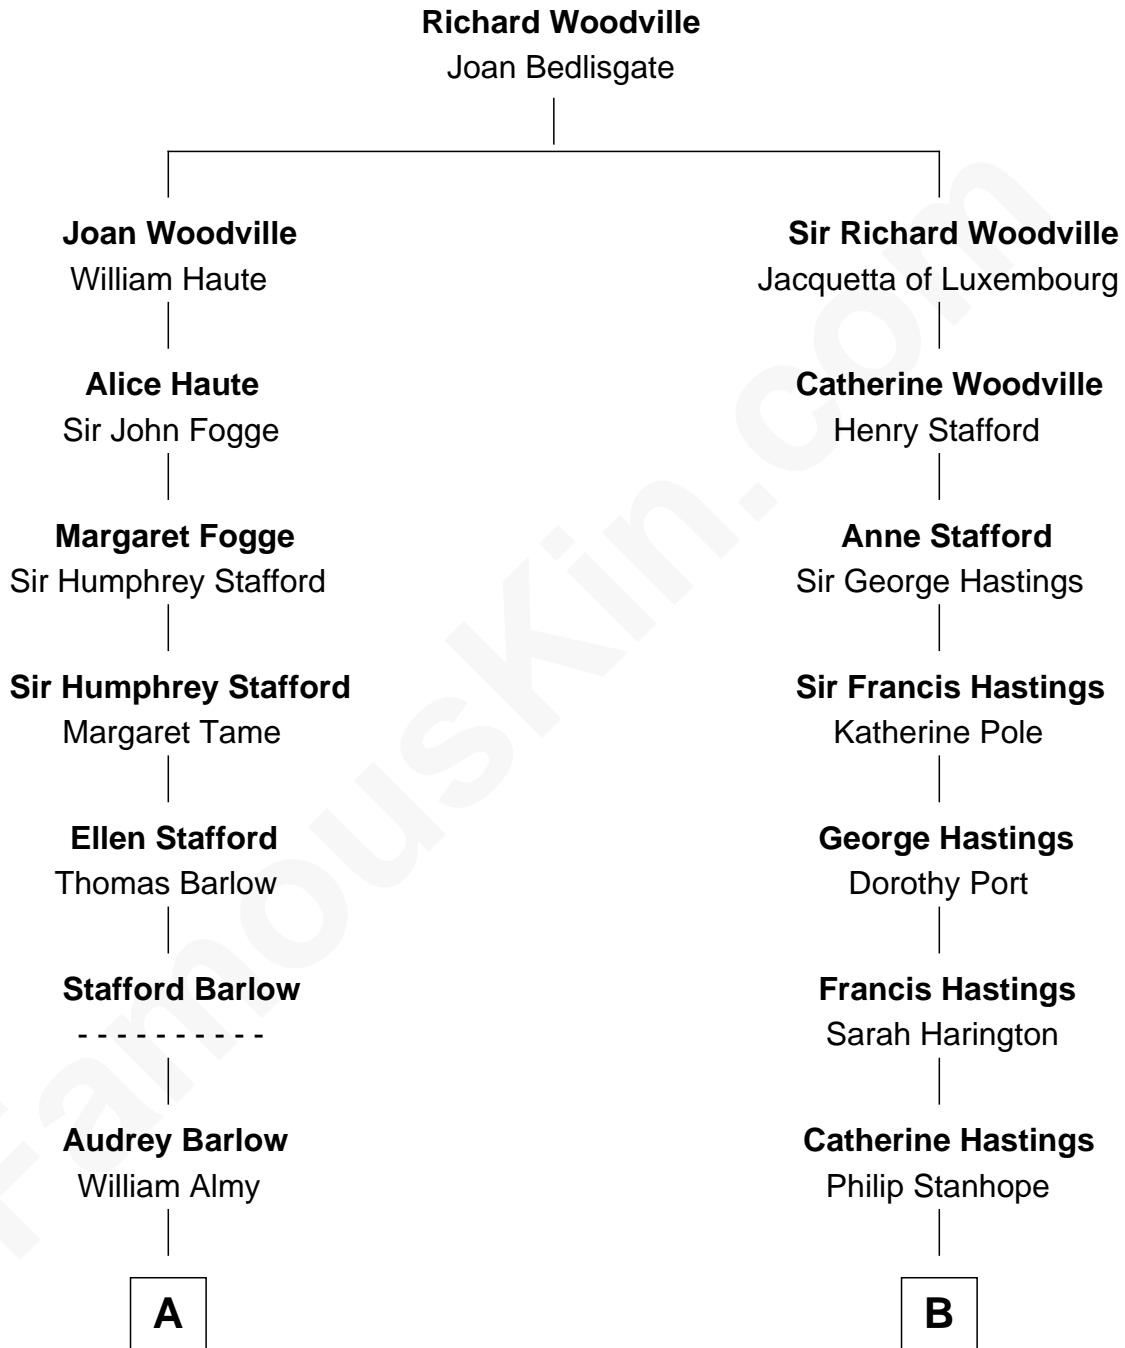 Richard Woodville
Joan Bedlisgate
Joan Woodville
William Haute
Sir Richard Woodville
Jacquetta of Luxembourg
Alice Haute
Sir John Fogge
Catherine Woodville
Henry Stafford
Margaret Fogge
Sir Humphrey Stafford
Anne Stafford
Sir George Hastings
Sir Humphrey Stafford
Margaret Tame
Sir Francis Hastings
Katherine Pole
Ellen Stafford
Thomas Barlow
George Hastings
Dorothy Port
Stafford Barlow
- - - - - - - - - -
Francis Hastings
Sarah Harington
Audrey Barlow
William Almy
Catherine Hastings
Philip Stanhope
A
B
FamousKin.com